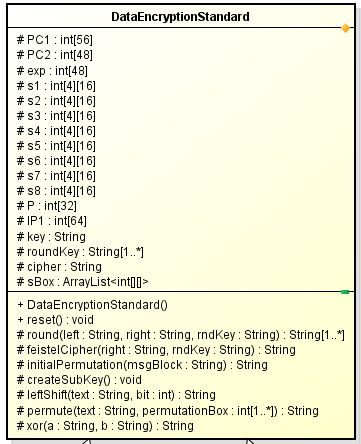 DataEncryptionStandard
# PC1 : int[56]
# PC2 : int[48]
# exp : int[48]
# s1 : int[4][16]
# s2 : int[4][16]
# s3 : int[4][16]
# s4 : int[4][16]
# s5 : int[4][16]
# s6 : int[4][16]
# s7 : int[4][16]
# s8 : int[4][16]
# P : int[32]
# IP1 : int[64]
# key : String
# roundKey : String[1..*]
# cipher : String
# sBox : ArrayList<int[][]>
+ DataEncryptionStandard()
+ reset() : void
# round(left : String, right : String, rndKey : String) : String[1..*]
# feistelCipher(right : String, rndKey : String) : String
# initialPermutation(msgBlock : String) : String
# createSubKey() : void
# leftShift(text : String, bit : int) : String
# permute(text : String, permutationBox : int[1..*]) : String
# xor(a : String, b : String) : String